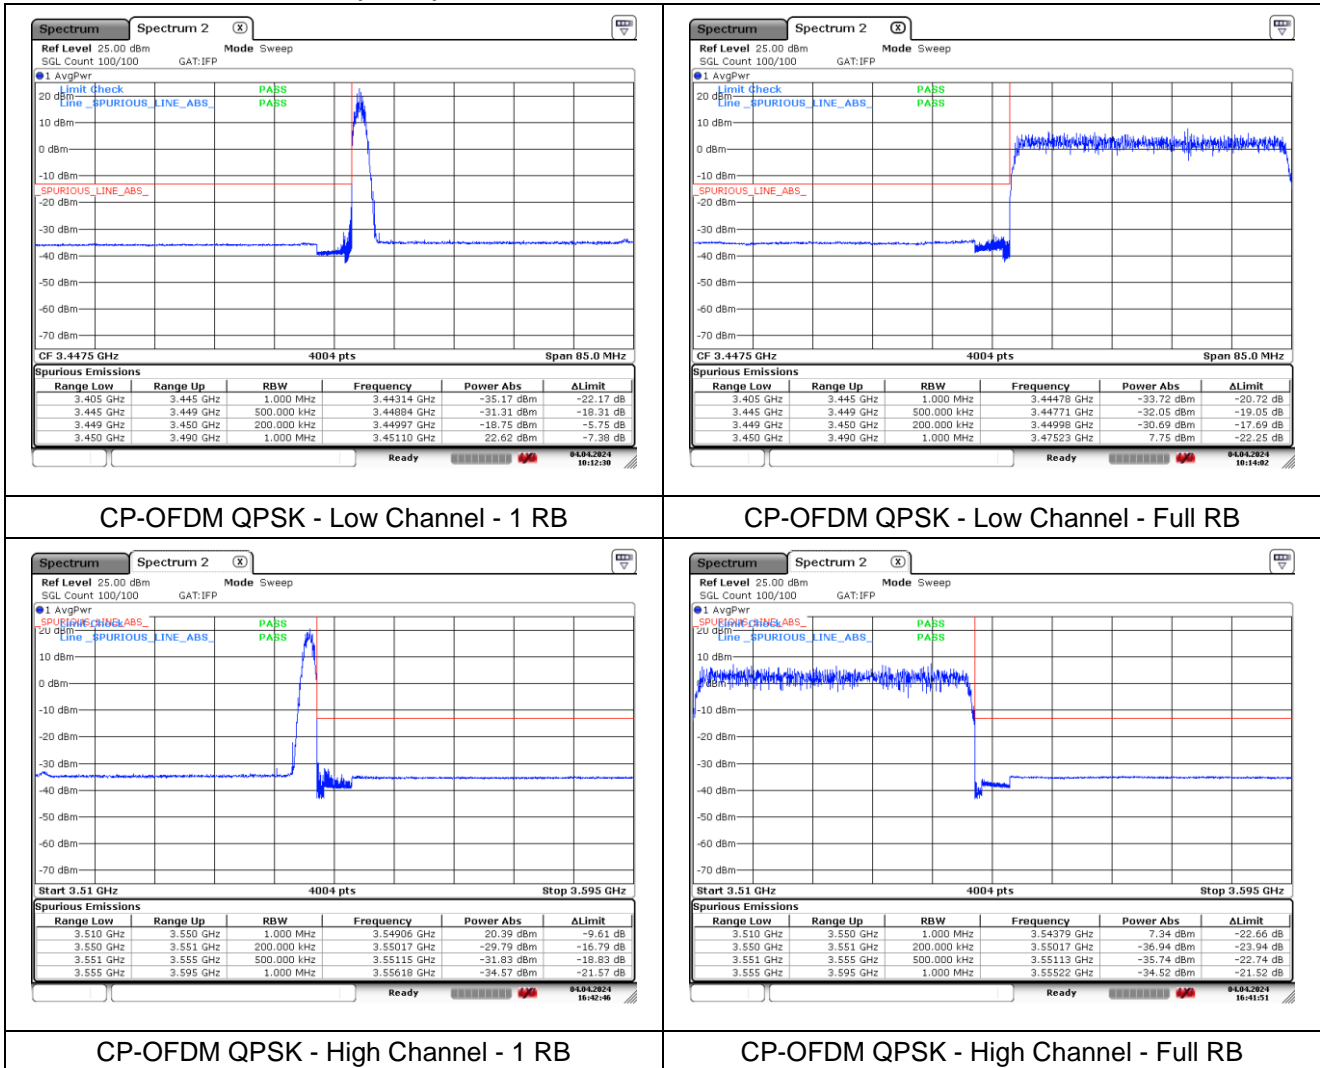 Spectrum Spectrum 2 X
Ref Level 25.00 dBm Mode Sweep
SGL Count 100/100 GAT:IFP
1 AvgPwr
Limit Check PASS
20 dBm
Line _SPURIOUS_LINE_ABS_ PASS
10 dBm
0 dBm
-10 dBm
_SPURIOUS_LINE_ABS_
-20 dBm
-30 dBm
-40 dBm
-50 dBm
-60 dBm
-70 dBm
CF 3.4475 GHz 4004 pts Span 85.0 MHz
Spurious Emissions
Range Low Range Up RBW Frequency Power Abs ΔLimit
3.405 GHz 3.445 GHz 1.000 MHz 3.44314 GHz -35.17 dBm -22.17 dB
3.445 GHz 3.449 GHz 500.000 kHz 3.44884 GHz -31.31 dBm -18.31 dB
3.449 GHz 3.450 GHz 200.000 kHz 3.44997 GHz -18.75 dBm -5.75 dB
3.450 GHz 3.490 GHz 1.000 MHz 3.45110 GHz 22.62 dBm -7.38 dB
Ready 04.04.2024
10:12:30
CP-OFDM QPSK - Low Channel - 1 RB
Spectrum Spectrum 2 X
Ref Level 25.00 dBm Mode Sweep
SGL Count 100/100 GAT:IFP
1 AvgPwr
Limit Check PASS
20 dBm
Line _SPURIOUS_LINE_ABS_ PASS
10 dBm
0 dBm
-10 dBm
_SPURIOUS_LINE_ABS_
-20 dBm
-30 dBm
-40 dBm
-50 dBm
-60 dBm
-70 dBm
CF 3.4475 GHz 4004 pts Span 85.0 MHz
Spurious Emissions
Range Low Range Up RBW Frequency Power Abs ΔLimit
3.405 GHz 3.445 GHz 1.000 MHz 3.44478 GHz -33.72 dBm -20.72 dB
3.445 GHz 3.449 GHz 500.000 kHz 3.44771 GHz -32.05 dBm -19.05 dB
3.449 GHz 3.450 GHz 200.000 kHz 3.44998 GHz -30.69 dBm -17.69 dB
3.450 GHz 3.490 GHz 1.000 MHz 3.47523 GHz 7.75 dBm -22.25 dB
Ready 04.04.2024
10:14:02
CP-OFDM QPSK - Low Channel - Full RB
Spectrum Spectrum 2 X
Ref Level 25.00 dBm Mode Sweep
SGL Count 100/100 GAT:IFP
1 AvgPwr
_SPURIOUS_LINE_ABS_
Limit Check PASS
20 dBm
Line _SPURIOUS_LINE_ABS_ PASS
10 dBm
0 dBm
-10 dBm
-20 dBm
-30 dBm
-40 dBm
-50 dBm
-60 dBm
-70 dBm
Start 3.51 GHz 4004 pts Stop 3.595 GHz
Spurious Emissions
Range Low Range Up RBW Frequency Power Abs ΔLimit
3.510 GHz 3.550 GHz 1.000 MHz 3.54906 GHz 20.39 dBm -9.61 dB
3.550 GHz 3.551 GHz 200.000 kHz 3.55017 GHz -29.79 dBm -16.79 dB
3.551 GHz 3.555 GHz 500.000 kHz 3.55115 GHz -31.83 dBm -18.83 dB
3.555 GHz 3.595 GHz 1.000 MHz 3.55618 GHz -34.57 dBm -21.57 dB
Ready 04.04.2024
16:42:46
CP-OFDM QPSK - High Channel - 1 RB
Spectrum Spectrum 2 X
Ref Level 25.00 dBm Mode Sweep
SGL Count 100/100 GAT:IFP
1 AvgPwr
_SPURIOUS_LINE_ABS_
Limit Check PASS
20 dBm
Line _SPURIOUS_LINE_ABS_ PASS
10 dBm
0 dBm
-10 dBm
-20 dBm
-30 dBm
-40 dBm
-50 dBm
-60 dBm
-70 dBm
Start 3.51 GHz 4004 pts Stop 3.595 GHz
Spurious Emissions
Range Low Range Up RBW Frequency Power Abs ΔLimit
3.510 GHz 3.550 GHz 1.000 MHz 3.54379 GHz 7.34 dBm -22.66 dB
3.550 GHz 3.551 GHz 200.000 kHz 3.55017 GHz -36.94 dBm -23.94 dB
3.551 GHz 3.555 GHz 500.000 kHz 3.55113 GHz -35.74 dBm -22.74 dB
3.555 GHz 3.595 GHz 1.000 MHz 3.55522 GHz -34.52 dBm -21.52 dB
Ready 04.04.2024
16:41:51
CP-OFDM QPSK - High Channel - Full RB